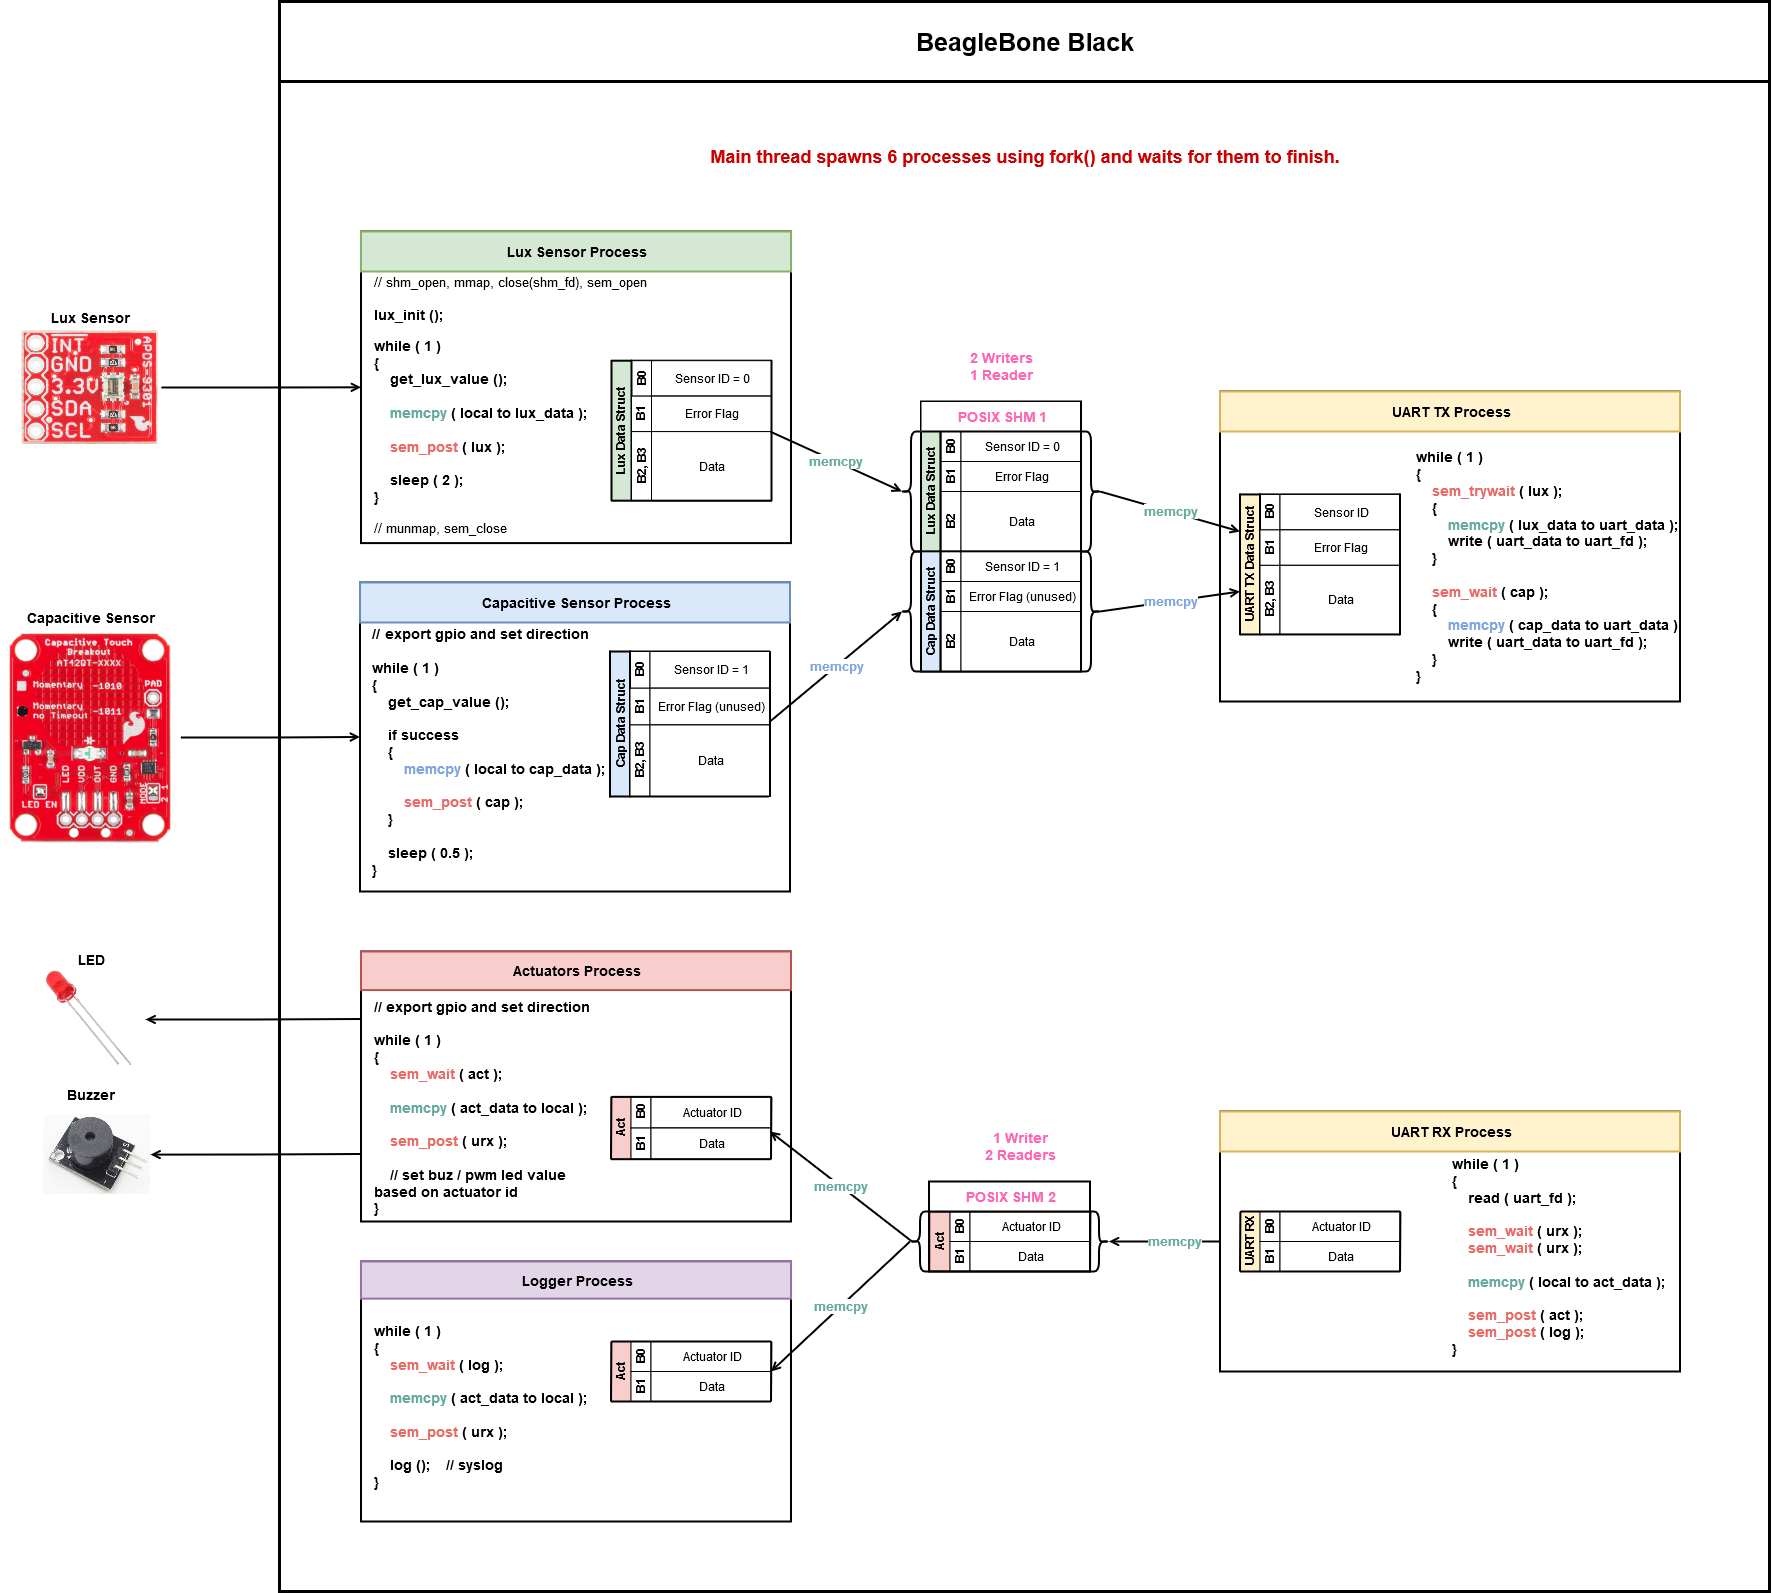 BeagleBone Black
Main thread spawns 6 processes using fork() and waits for them to finish.
Lux Sensor
INT
GND
3.3V
SDA
SCL
APDS-9301
Lux Sensor Process
// shm_open, mmap, close(shm_fd), sem_open
lux_init ();
while ( 1 )
{
get_lux_value ();
memcpy ( local to lux_data );
sem_post ( lux );
sleep ( 2 );
}
// munmap, sem_close
Lux Data Struct
B0
Sensor ID = 0
B1
Error Flag
B2, B3
Data
memcpy
Capacitive Sensor
Capacitive Touch
Breakout
AT42QT-XXXX
Momentary -1010
Momentary
no Timeout -1011
PAD
LED
VDD
OUT
GND
LED EN
MODE
2 1
Capacitive Sensor Process
// export gpio and set direction
while ( 1 )
{
get_cap_value ();
if success
{
memcpy ( local to cap_data );
sem_post ( cap );
}
sleep ( 0.5 );
}
Cap Data Struct
B0
Sensor ID = 1
B1
Error Flag (unused)
B2, B3
Data
memcpy
2 Writers
1 Reader
POSIX SHM 1
Lux Data Struct
B0
Sensor ID = 0
B1
Error Flag
B2
Data
Cap Data Struct
B0
Sensor ID = 1
B1
Error Flag (unused)
B2
Data
memcpy
memcpy
UART TX Process
UART TX Data Struct
B0
Sensor ID
B1
Error Flag
B2, B3
Data
while ( 1 )
{
sem_trywait ( lux );
{
memcpy ( lux_data to uart_data );
write ( uart_data to uart_fd );
}
sem_wait ( cap );
{
memcpy ( cap_data to uart_data )
write ( uart_data to uart_fd );
}
}
LED
Buzzer
S
Actuators Process
// export gpio and set direction
while ( 1 )
{
sem_wait ( act );
memcpy ( act_data to local );
sem_post ( urx );
// set buz / pwm led value
based on actuator id
}
Act
B0
Actuator ID
B1
Data
memcpy
Logger Process
while ( 1 )
{
sem_wait ( log );
memcpy ( act_data to local );
sem_post ( urx );
log (); // syslog
}
Act
B0
Actuator ID
B1
Data
memcpy
1 Writer
2 Readers
POSIX SHM 2
Act
B0
Actuator ID
B1
Data
memcpy
UART RX Process
UART RX
B0
Actuator ID
B1
Data
while ( 1 )
{
read ( uart_fd );
sem_wait ( urx );
sem_wait ( urx );
memcpy ( local to act_data );
sem_post ( act );
sem_post ( log );
}